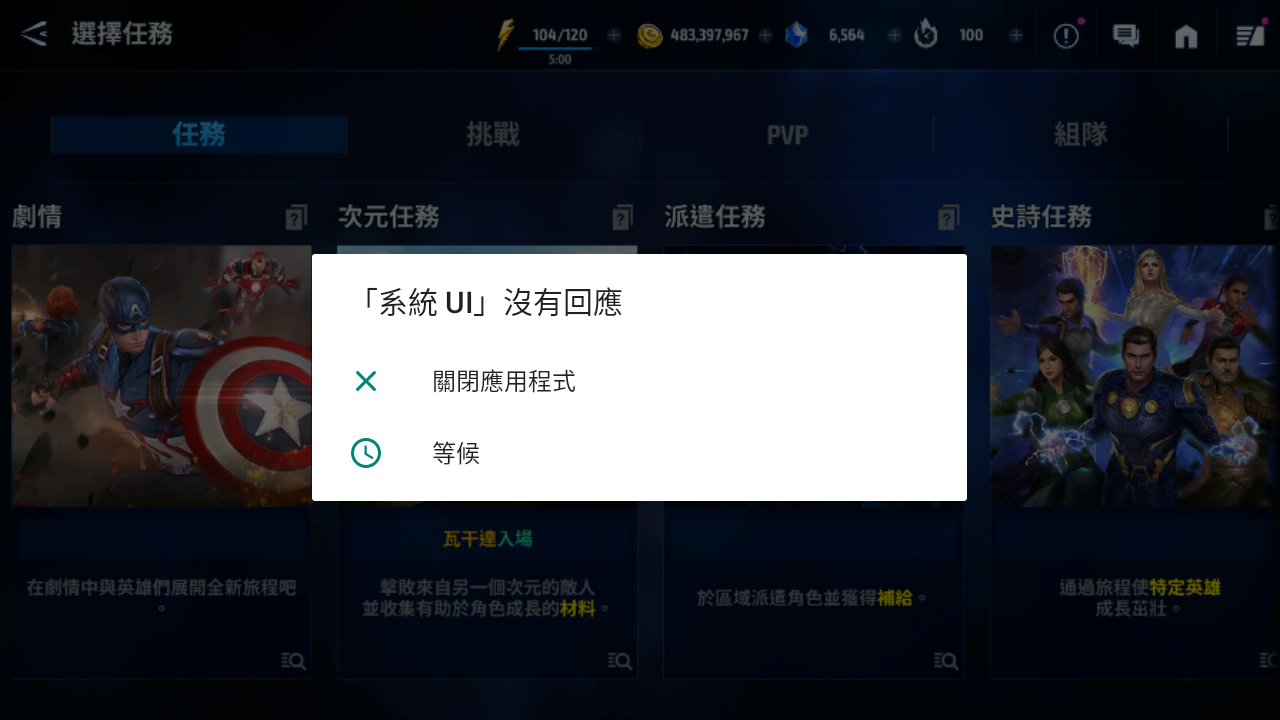 選擇任務
104/120
5:00
483,397,967
6,564
100
任務
挑戰
PVP
組隊
劇情
次元任務
派遣任務
史詩任務
「系統 UI」沒有回應
關閉應用程式
等候
在劇情中與英雄們展開全新旅程吧
。
瓦干達入場
擊敗來自另一個次元的敵人
並收集有助於角色成長的材料。
於區域派遣角色並獲得補給。
通過旅程使特定英雄
成長茁壯。